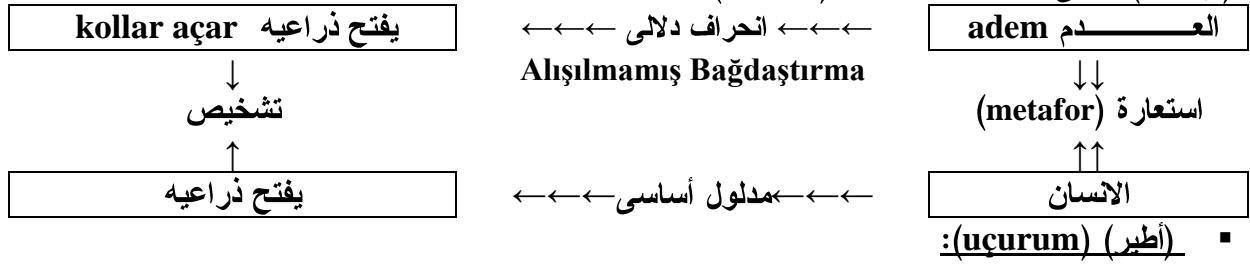 العـــــــــــدم adem ←←← انحراف دلالى ←←← يفتح ذراعيه kollar açar
↓↓ Alışılmamış Bağdaştırma ↓
استعارة (metafor) تشخيص
↑↑ ↑
الانسان ←←←مدلول أساسى←←← يفتح ذراعيه
▪ (أطير) (uçurum):